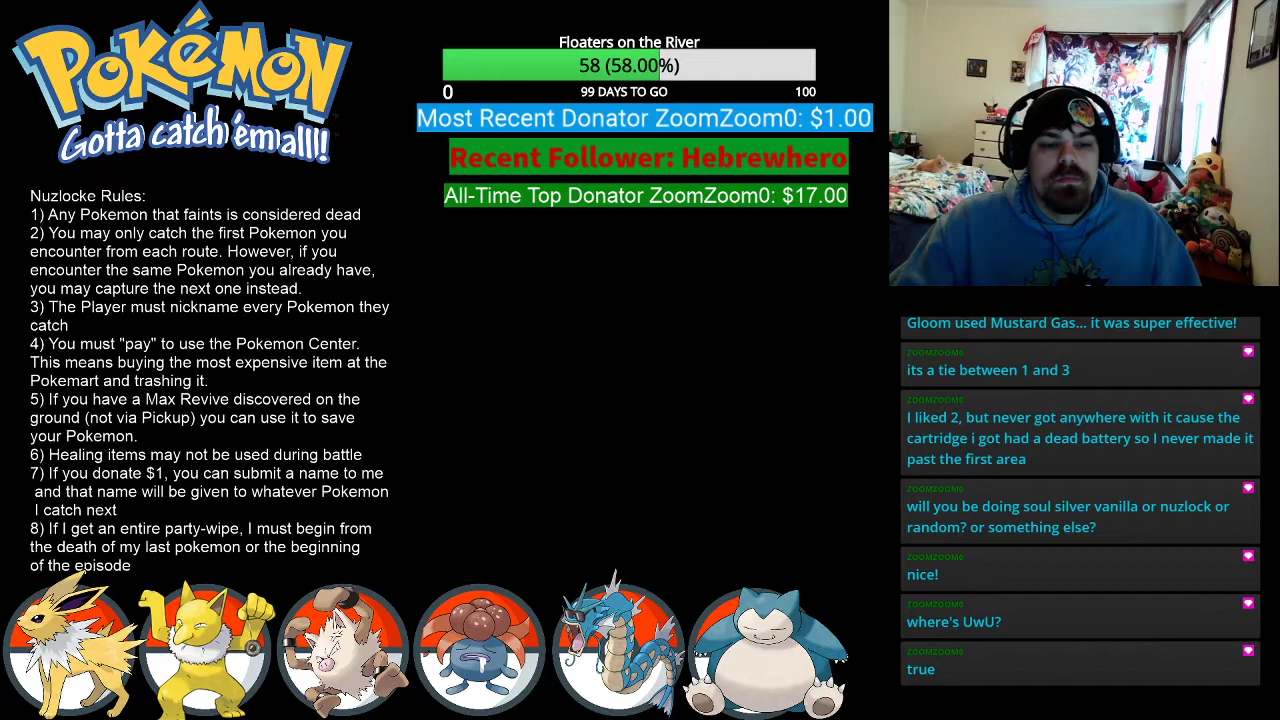 POKéMON
Gotta catch 'em all!!
Nuzlocke Rules:
1) Any Pokemon that faints is considered dead
2) You may only catch the first Pokemon you
encounter from each route. However, if you
encounter the same Pokemon you already have,
you may capture the next one instead.
3) The Player must nickname every Pokemon they
catch
4) You must "pay" to use the Pokemon Center.
This means buying the most expensive item at the
Pokemart and trashing it.
5) If you have a Max Revive discovered on the
ground (not via Pickup) you can use it to save
your Pokemon.
6) Healing items may not be used during battle
7) If you donate $1, you can submit a name to me
and that name will be given to whatever Pokemon
I catch next
8) If I get an entire party-wipe, I must begin from
the death of my last pokemon or the beginning
of the episode
Floaters on the River
58 (58.00%)
0 99 DAYS TO GO 100
Most Recent Donator ZoomZoom0: $1.00
Recent Follower: Hebrewhero
All-Time Top Donator ZoomZoom0: $17.00
Gloom used Mustard Gas... it was super effective!
ZOOMZOOM0
its a tie between 1 and 3
ZOOMZOOM0
I liked 2, but never got anywhere with it cause the
cartridge i got had a dead battery so I never made it
past the first area
ZOOMZOOM0
will you be doing soul silver vanilla or nuzlock or
random? or something else?
ZOOMZOOM0
nice!
ZOOMZOOM0
where's UwU?
ZOOMZOOM0
true